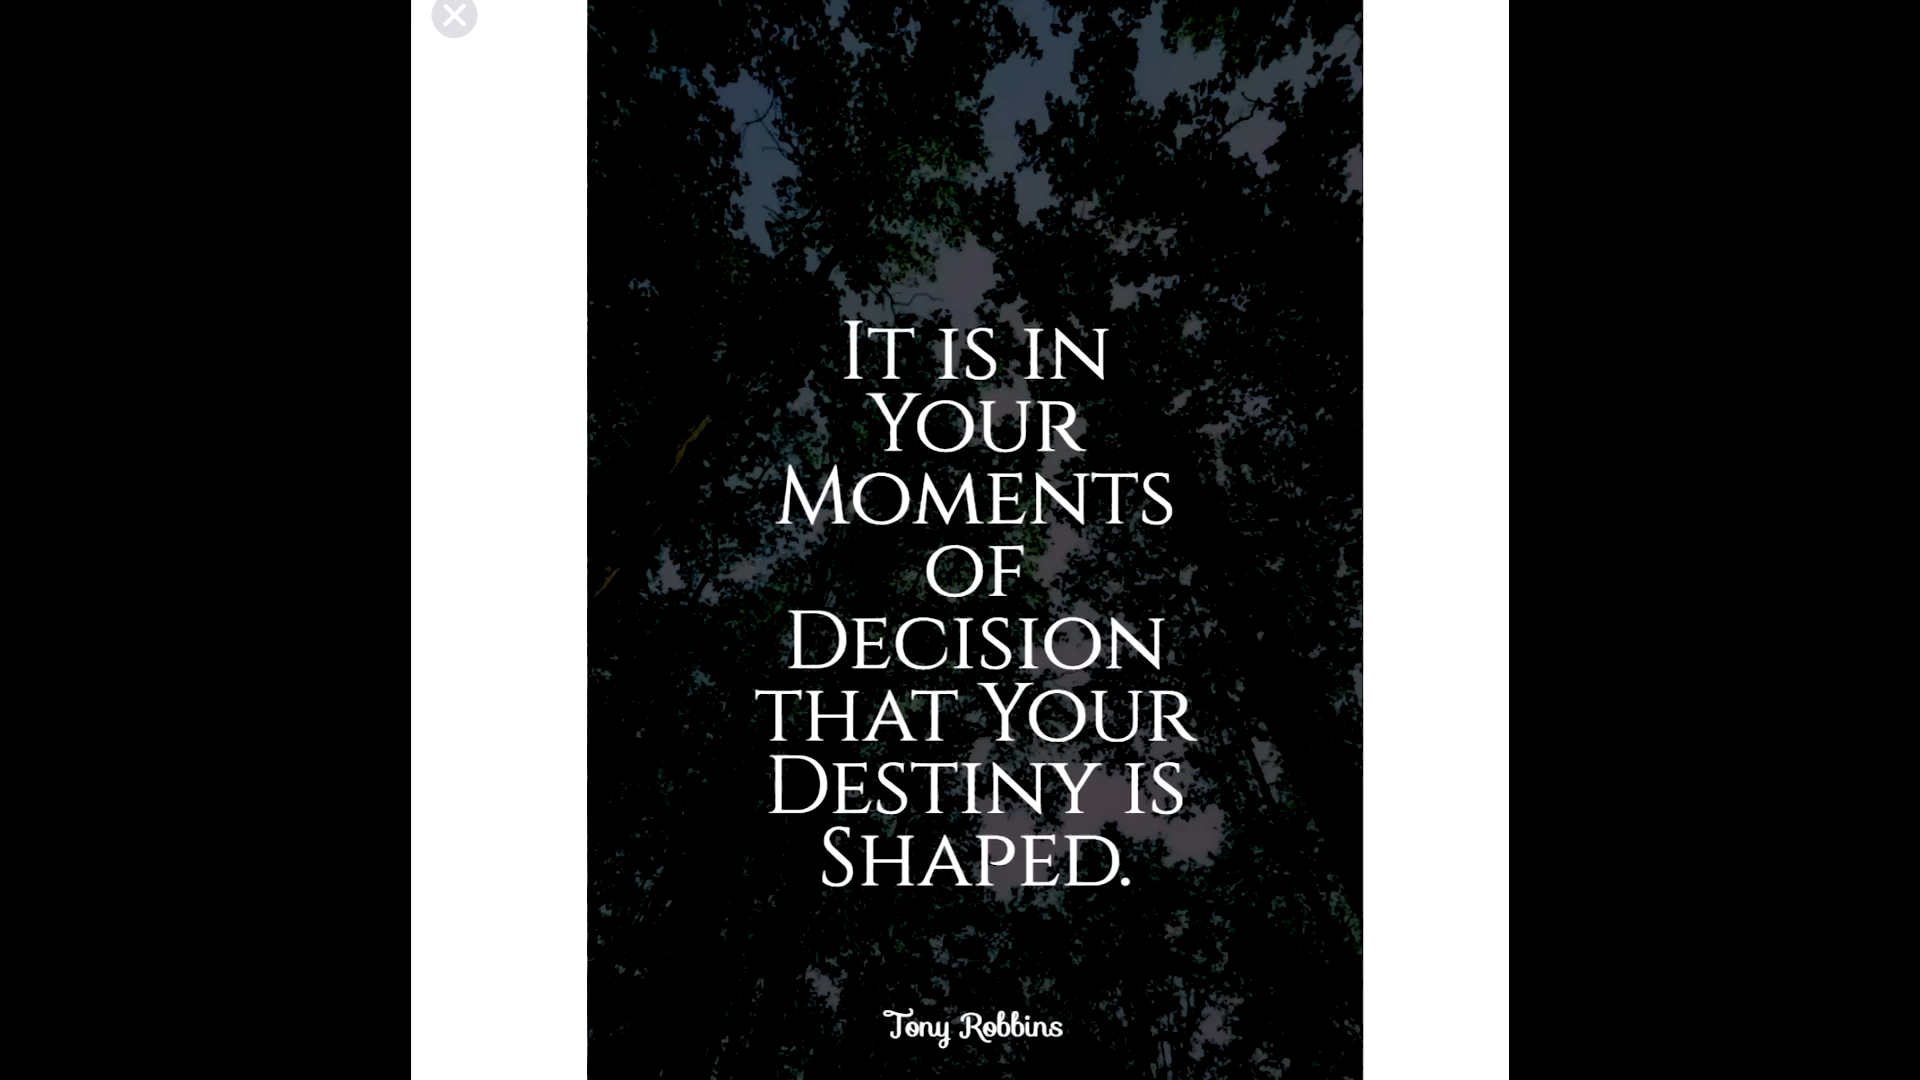 It is in
Your
Moments
of
Decision
that Your
Destiny is
Shaped.
Tony Robbins